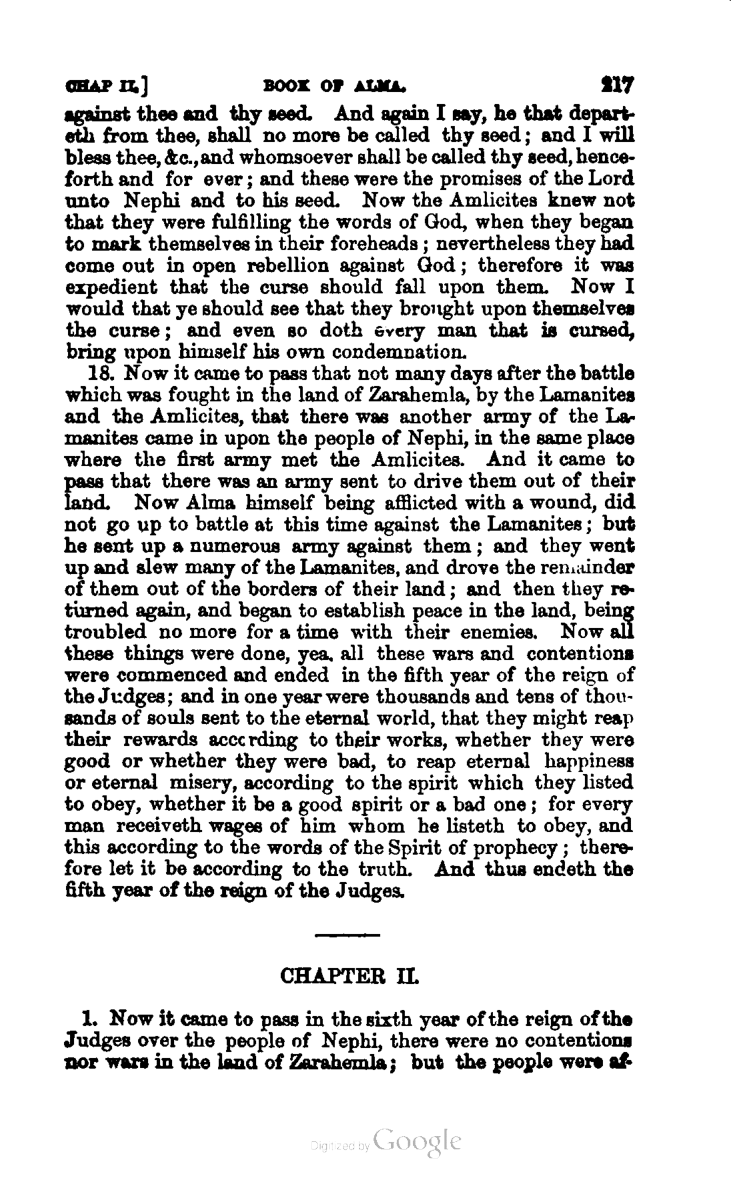 CHAP II.] BOOK OF ALMA. 217
against thee and thy seed. And again I say, he that depart-
eth from thee, shall no more be called thy seed; and I will
bless thee, &c., and whomsoever shall be called thy seed, hence-
forth and for ever; and these were the promises of the Lord
unto Nephi and to his seed. Now the Amlicites knew not
that they were fulfilling the words of God, when they began
to mark themselves in their foreheads; nevertheless they had
come out in open rebellion against God; therefore it was
expedient that the curse should fall upon them. Now I
would that ye should see that they brought upon themselves
the curse; and even so doth every man that is cursed,
bring upon himself his own condemnation.
18. Now it came to pass that not many days after the battle
which was fought in the land of Zarahemla, by the Lamanites
and the Amlicites, that there was another army of the La-
manites came in upon the people of Nephi, in the same place
where the first army met the Amlicites. And it came to
pass that there was an army sent to drive them out of their
land. Now Alma himself being afflicted with a wound, did
not go up to battle at this time against the Lamanites; but
he sent up a numerous army against them; and they went
up and slew many of the Lamanites, and drove the remainder
of them out of the borders of their land; and then they re-
turned again, and began to establish peace in the land, being
troubled no more for a time with their enemies. Now all
these things were done, yea, all these wars and contentions
were commenced and ended in the fifth year of the reign of
the Judges; and in one year were thousands and tens of thou-
sands of souls sent to the eternal world, that they might reap
their rewards according to their works, whether they were
good or whether they were bad, to reap eternal happiness
or eternal misery, according to the spirit which they listed
to obey, whether it be a good spirit or a bad one; for every
man receiveth wages of him whom he listeth to obey, and
this according to the words of the Spirit of prophecy; there-
fore let it be according to the truth. And thus endeth the
fifth year of the reign of the Judges.
CHAPTER II.
1. Now it came to pass in the sixth year of the reign of the
Judges over the people of Nephi, there were no contentions
nor wars in the land of Zarahemla; but the people were af-
Digitized by Google